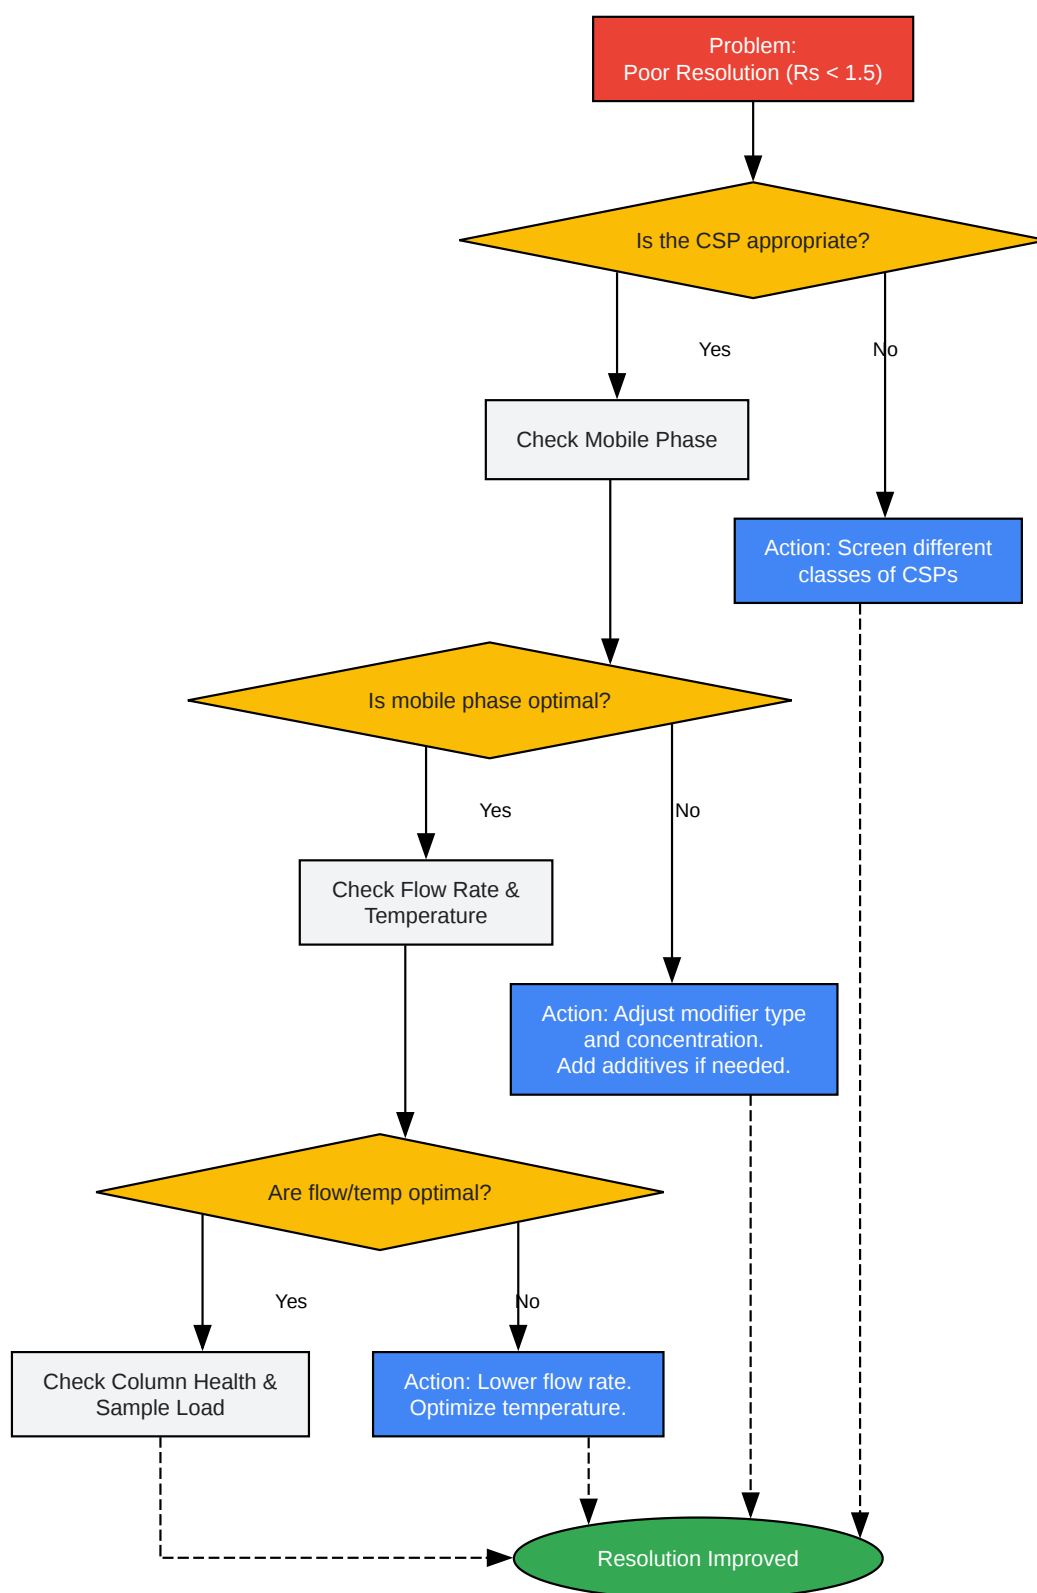 Problem:
Poor Resolution (Rs < 1.5)
Is the CSP appropriate?
Yes
No
Check Mobile Phase
Action: Screen different
classes of CSPs
Is mobile phase optimal?
Yes
No
Check Flow Rate &
Temperature
Action: Adjust modifier type
and concentration.
Add additives if needed.
Are flow/temp optimal?
Yes
No
Check Column Health &
Sample Load
Action: Lower flow rate.
Optimize temperature.
Resolution Improved